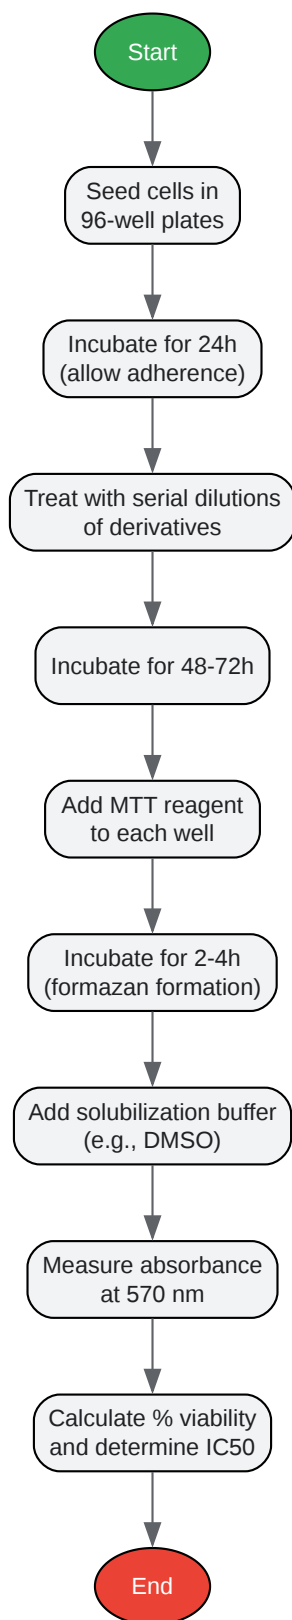 Start
Seed cells in
96-well plates
Incubate for 24h
(allow adherence)
Treat with serial dilutions
of derivatives
Incubate for 48-72h
Add MTT reagent
to each well
Incubate for 2-4h
(formazan formation)
Add solubilization buffer
(e.g., DMSO)
Measure absorbance
at 570 nm
Calculate % viability
and determine IC50
End